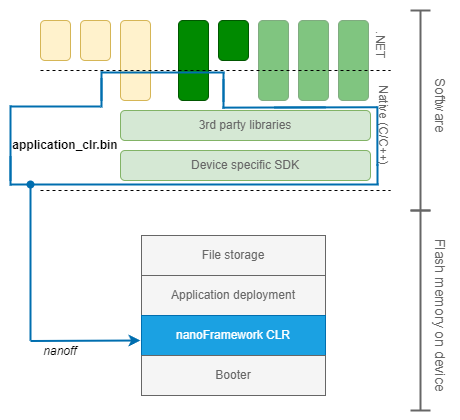 .NET
Native (C/C++)
Software
3rd party libraries
application_clr.bin
Device specific SDK
File storage
Application deployment
nanoFramework CLR
nanoff
Booter
Flash memory on device